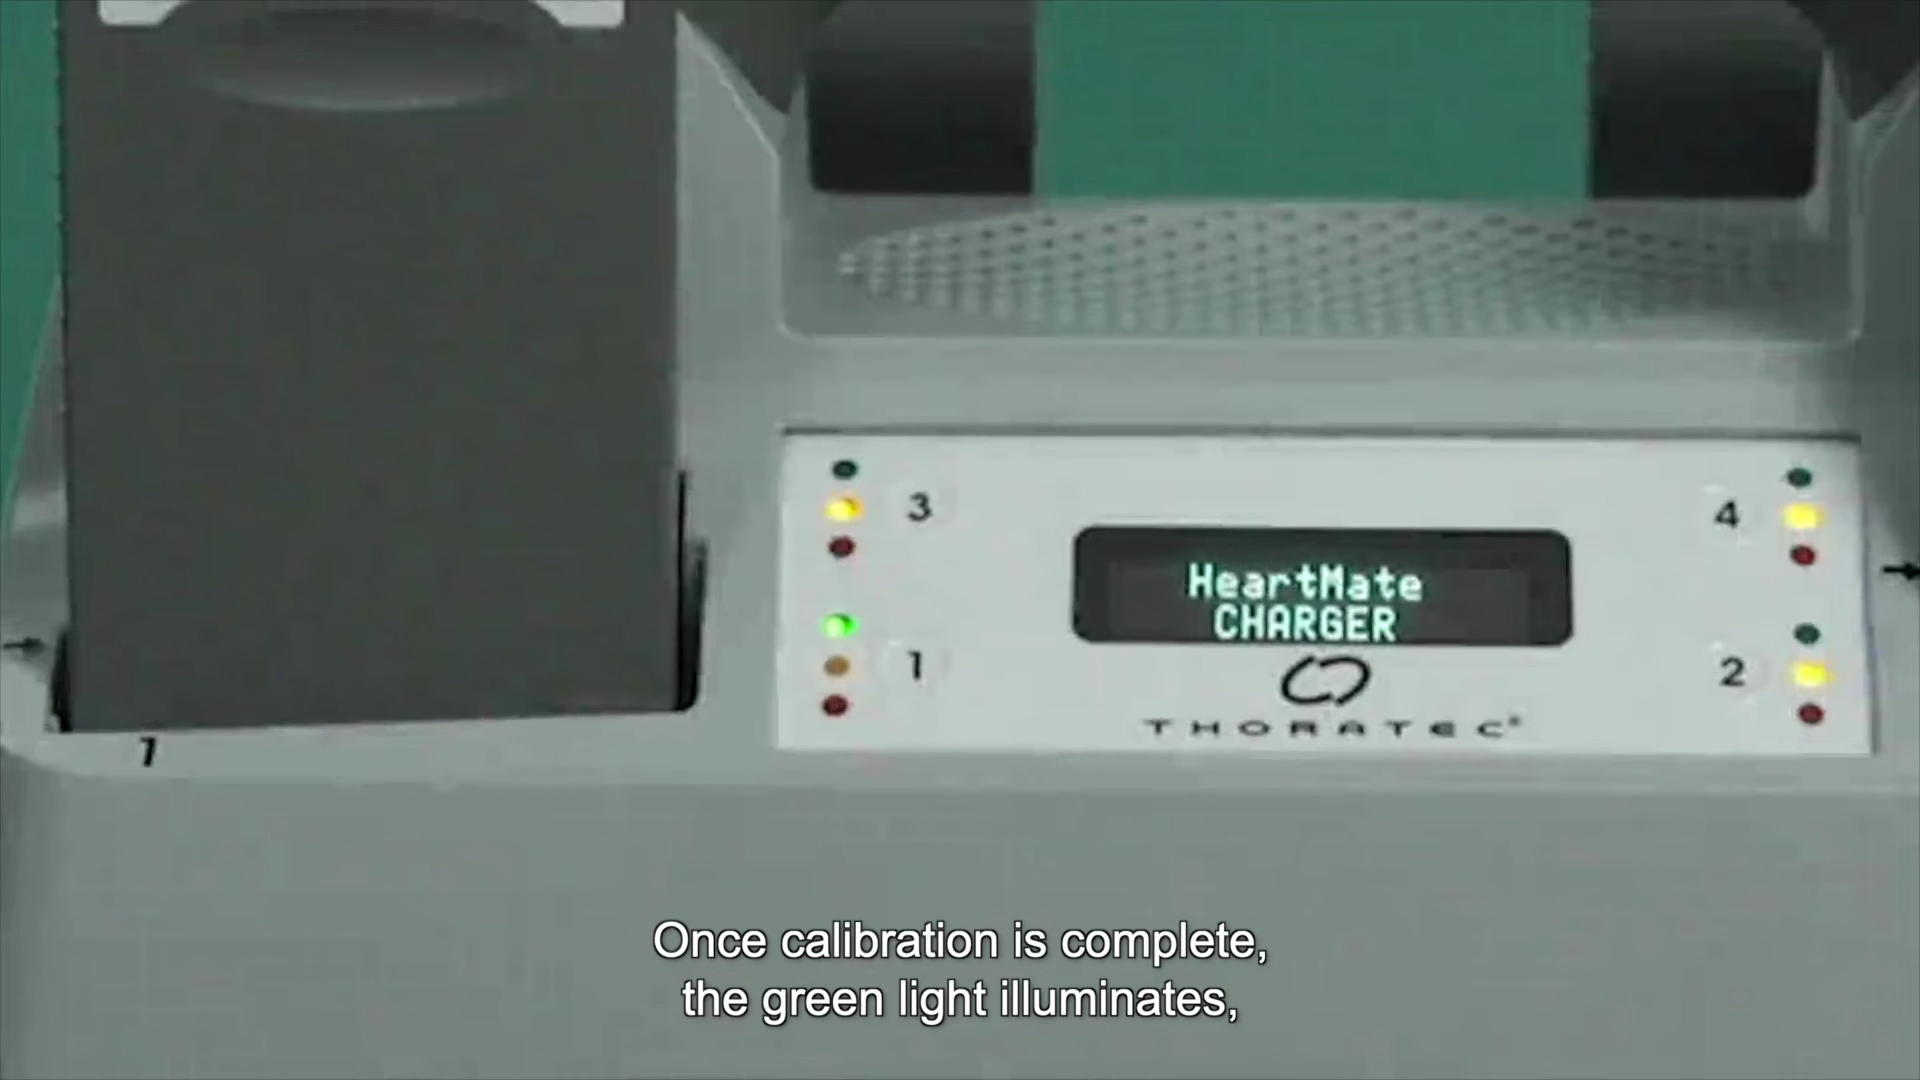 3
4
HeartMate
CHARGER
1
2
THORATEC®
1
Once calibration is complete,
the green light illuminates,